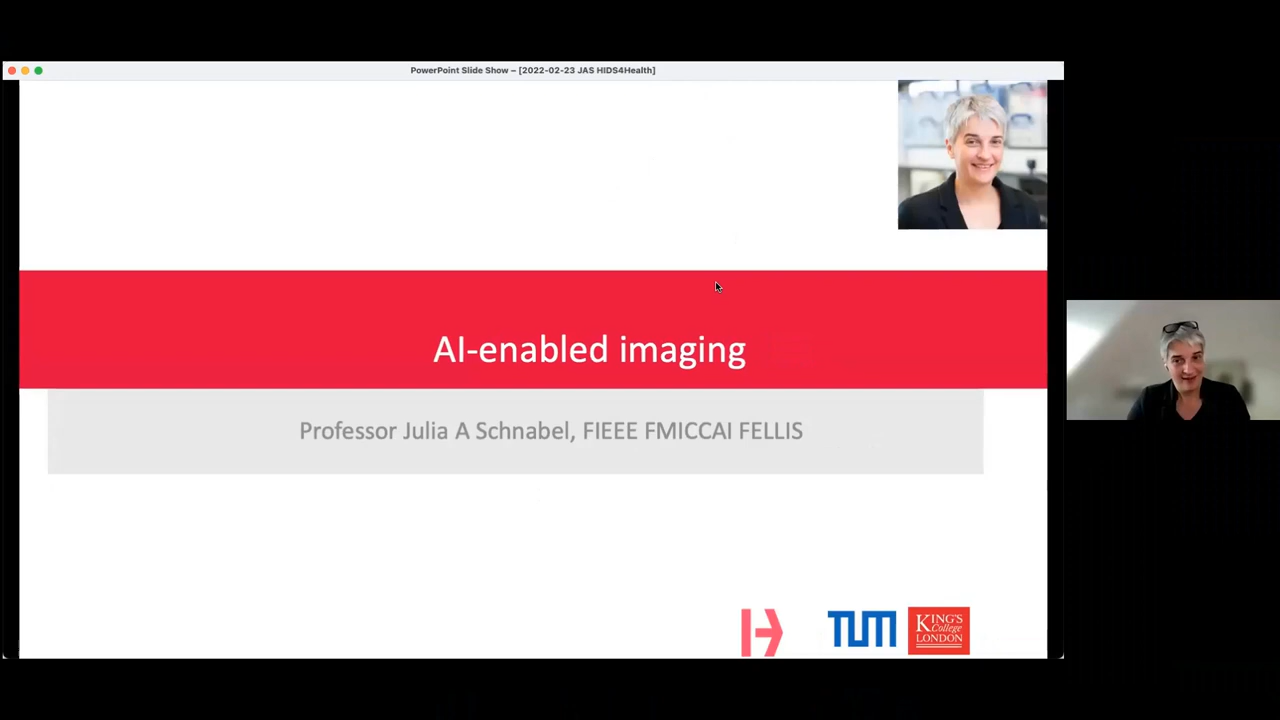 PowerPoint Slide Show – [2022-02-23 JAS HIDS4Health]
AI-enabled imaging
Professor Julia A Schnabel, FIEEE FMICCAI FELLIS
TUM
KING'S
College
LONDON